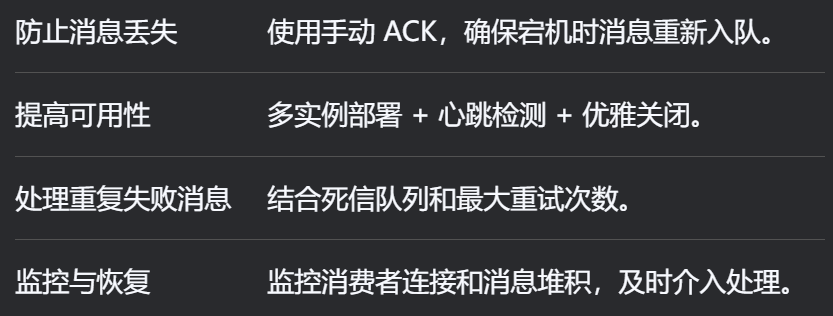 防止消息丢失 使用手动 ACK，确保宕机时消息重新入队。
提高可用性 多实例部署 + 心跳检测 + 优雅关闭。
处理重复失败消息 结合死信队列和最大重试次数。
监控与恢复 监控消费者连接和消息堆积，及时介入处理。